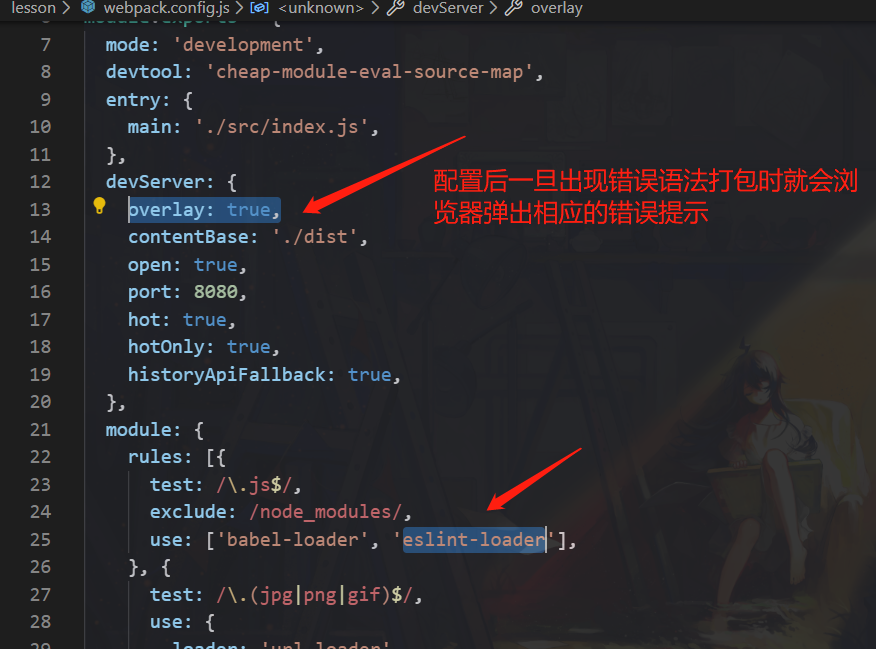 lesson > webpack.config.js > <unknown> > devServer > overlay
7 mode: 'development',
8 devtool: 'cheap-module-eval-source-map',
9 entry: {
10 main: './src/index.js',
11 },
12 devServer: {
13 overlay: true,
14 contentBase: './dist',
15 open: true,
16 port: 8080,
17 hot: true,
18 hotOnly: true,
19 historyApiFallback: true,
20 },
21 module: {
22 rules: [{
23 test: /\.js$/,
24 exclude: /node_modules/,
25 use: ['babel-loader', 'eslint-loader'],
26 }, {
27 test: /\.(jpg|png|gif)$/,
28 use: {
配置后一旦出现错误语法打包时就会浏
览器弹出相应的错误提示